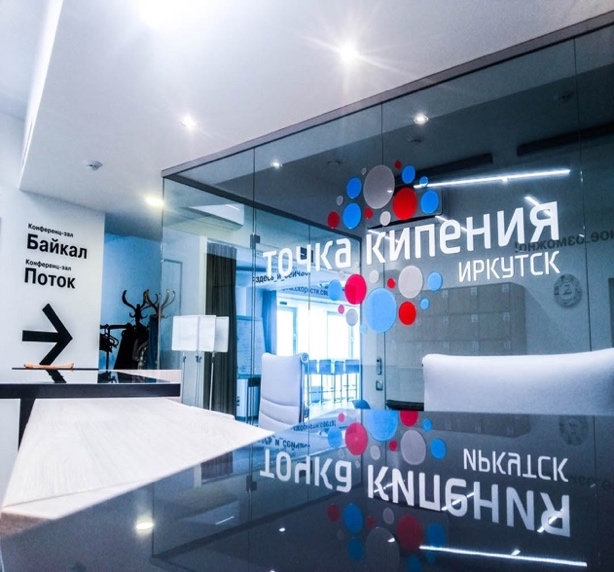 Конференц-зал
Байкал
Конференц-зал
Поток
точка кипения
ИРКУТСК